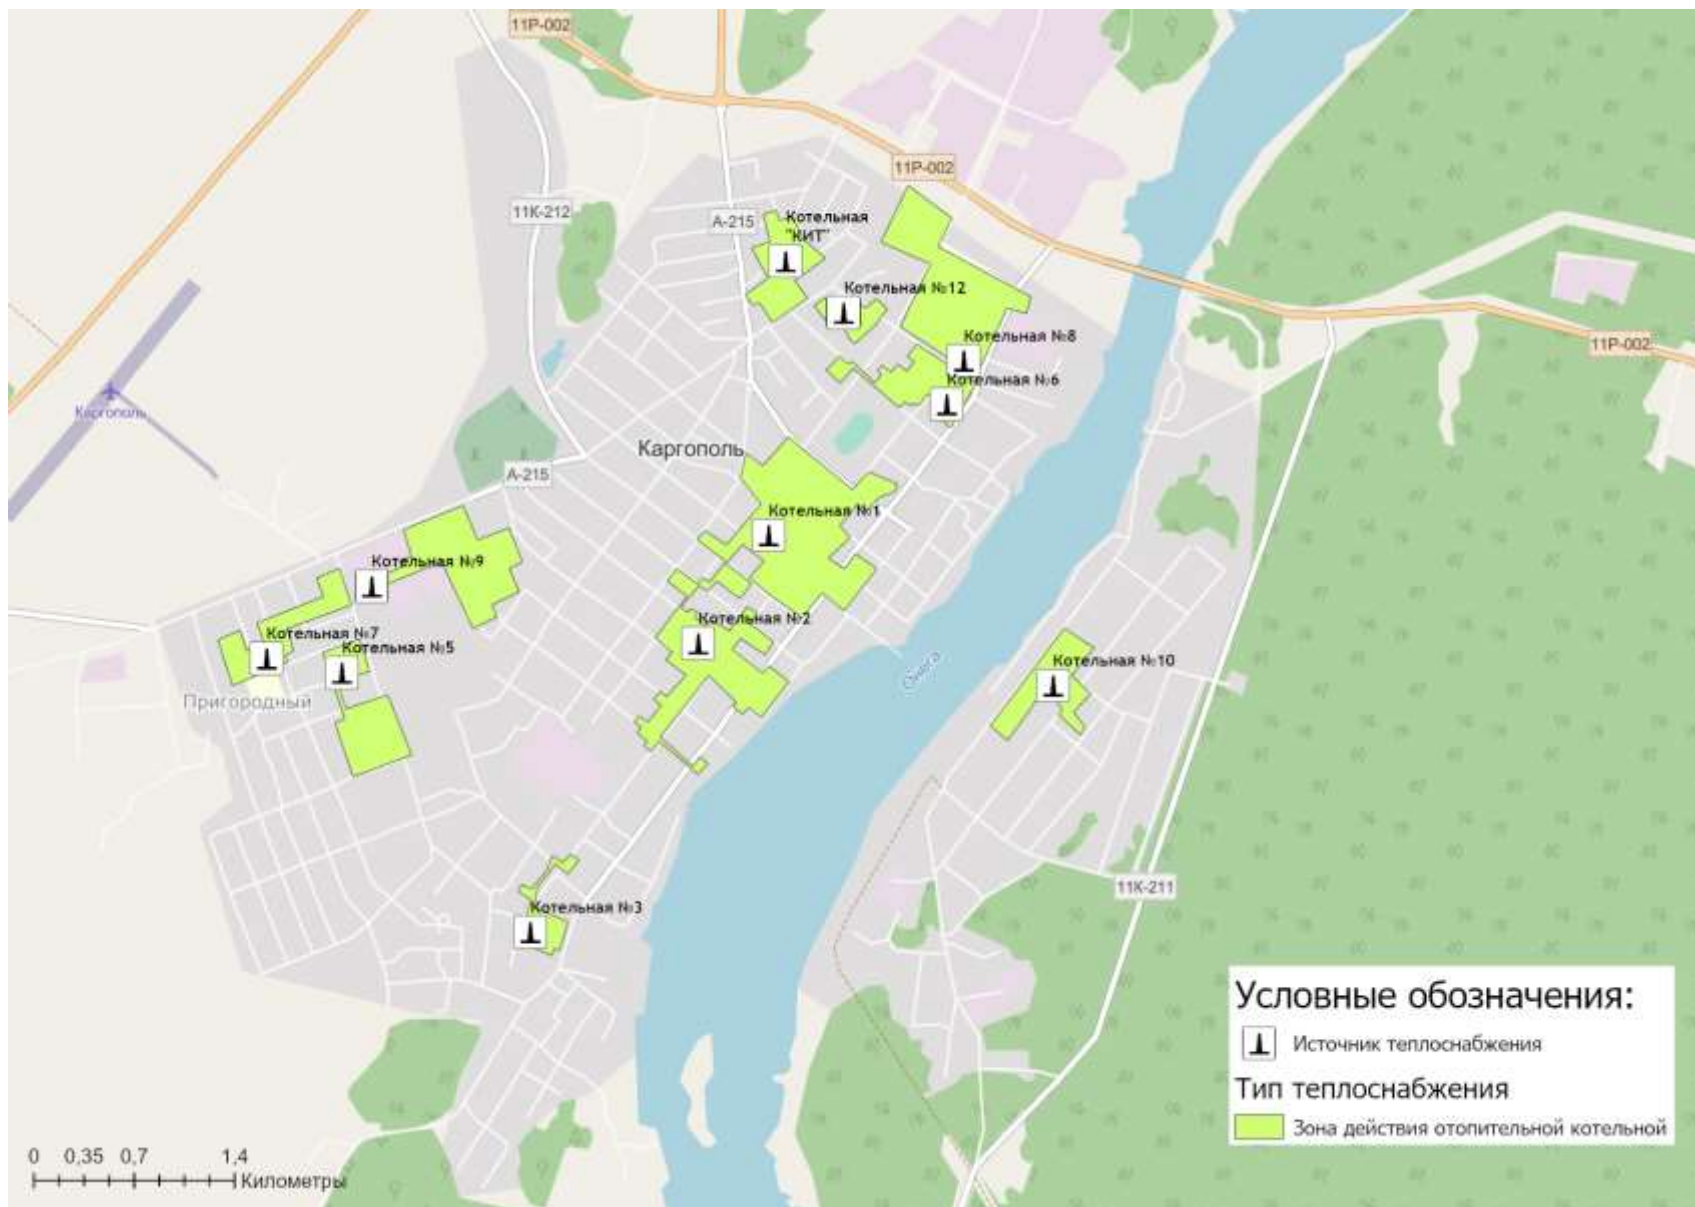 11Р-002
11Р-002
11К-212
А-215
Котельная
"КИТ"
Котельная №12
Котельная №8
11Р-002
Котельная №6
Каргополь
Каргополь
А-215
Котельная №1
Котельная №9
Котельная №2
Котельная №7
Котельная №5
Котельная №10
Онега
Пригородный
11К-211
Котельная №3
Условные обозначения:
Источник теплоснабжения
Тип теплоснабжения
Зона действия отопительной котельной
0 0,35 0,7 1,4
Километры